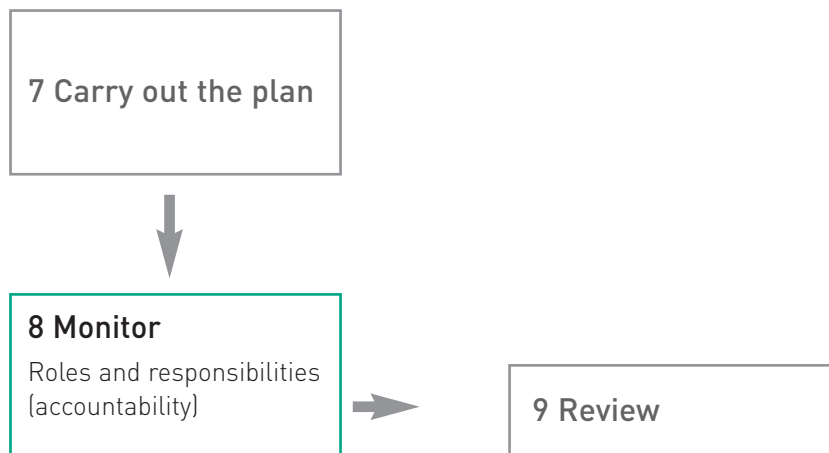 7 Carry out the plan
8 Monitor
Roles and responsibilities
(accountability)
9 Review